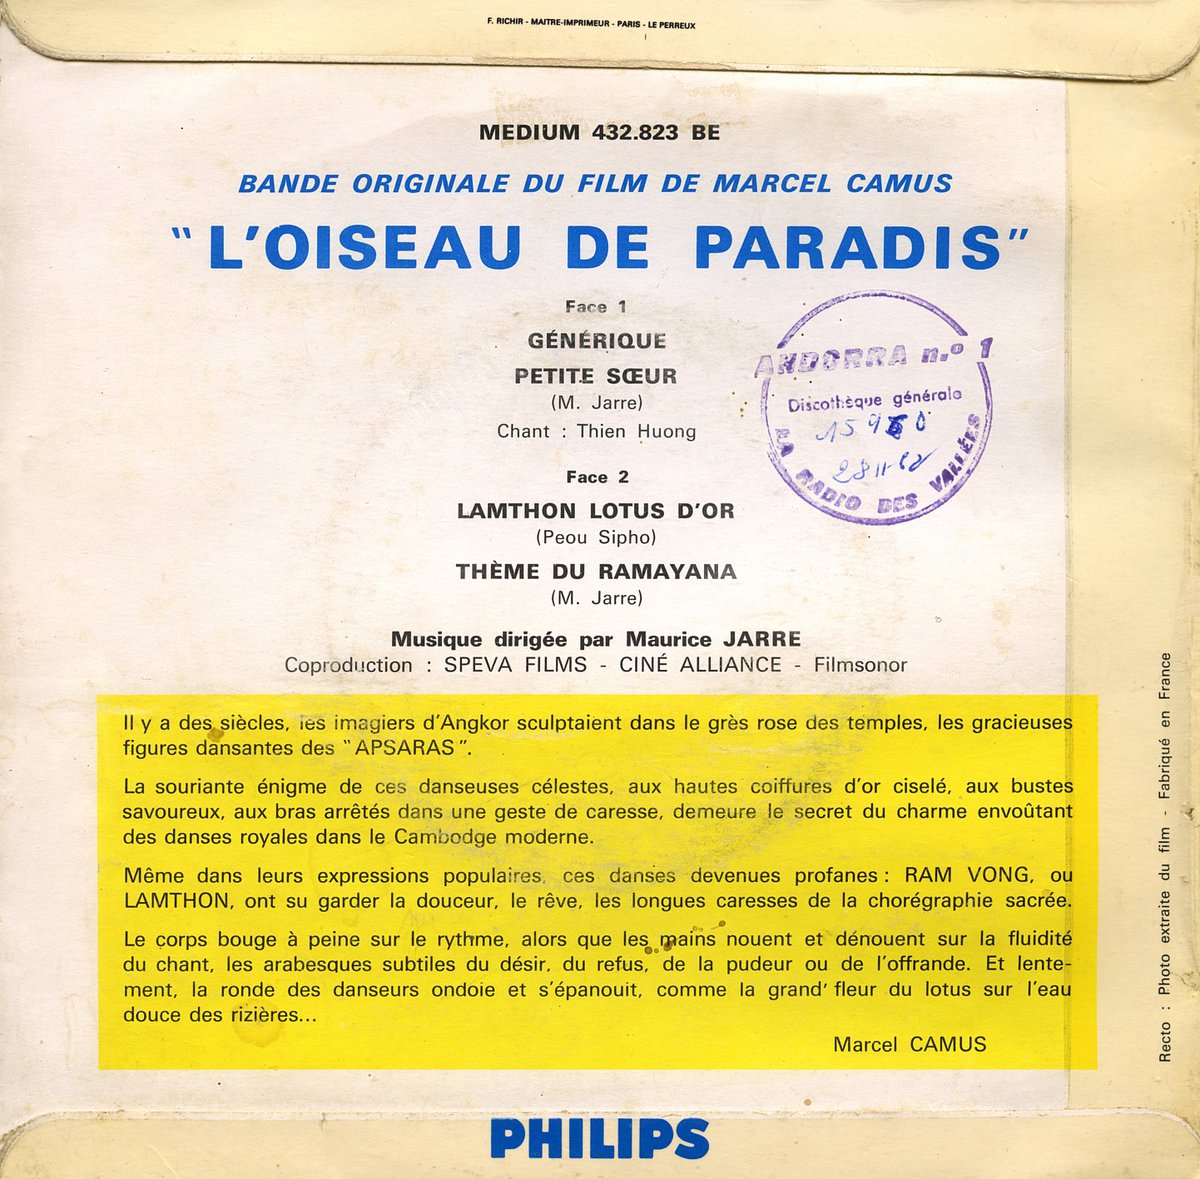 F. RICHIR - MAITRE-IMPRIMEUR - PARIS - LE PERREUX
MEDIUM 432.823 BE
BANDE ORIGINALE DU FILM DE MARCEL CAMUS
"L'OISEAU DE PARADIS"
Face 1
GÉNÉRIQUE
PETITE SŒUR
(M. Jarre)
Chant : Thien Huong
Face 2
LAMTHON LOTUS D'OR
(Peou Sipho)
THÈME DU RAMAYANA
(M. Jarre)
Musique dirigée par Maurice JARRE
Coproduction : SPEVA FILMS - CINÉ ALLIANCE - Filmsonor
ANDORRA n.º 1
Discothèque générale
LA RADIO DES VALLÉES
Il y a des siècles, les imagiers d'Angkor sculptaient dans le grès rose des temples, les gracieuses
figures dansantes des "APSARAS".
La souriante énigme de ces danseuses célestes, aux hautes coiffures d'or ciselé, aux bustes
savoureux, aux bras arrêtés dans une geste de caresse, demeure le secret du charme envoûtant
des danses royales dans le Cambodge moderne.
Même dans leurs expressions populaires, ces danses devenues profanes : RAM VONG, ou
LAMTHON, ont su garder la douceur, le rêve, les longues caresses de la chorégraphie sacrée.
Le corps bouge à peine sur le rythme, alors que les mains nouent et dénouent sur la fluidité
du chant, les arabesques subtiles du désir, du refus, de la pudeur ou de l'offrande. Et lente-
ment, la ronde des danseurs ondoie et s'épanouit, comme la grand' fleur du lotus sur l'eau
douce des rizières...
Marcel CAMUS
Recto : Photo extraite du film - Fabriqué en France
PHILIPS